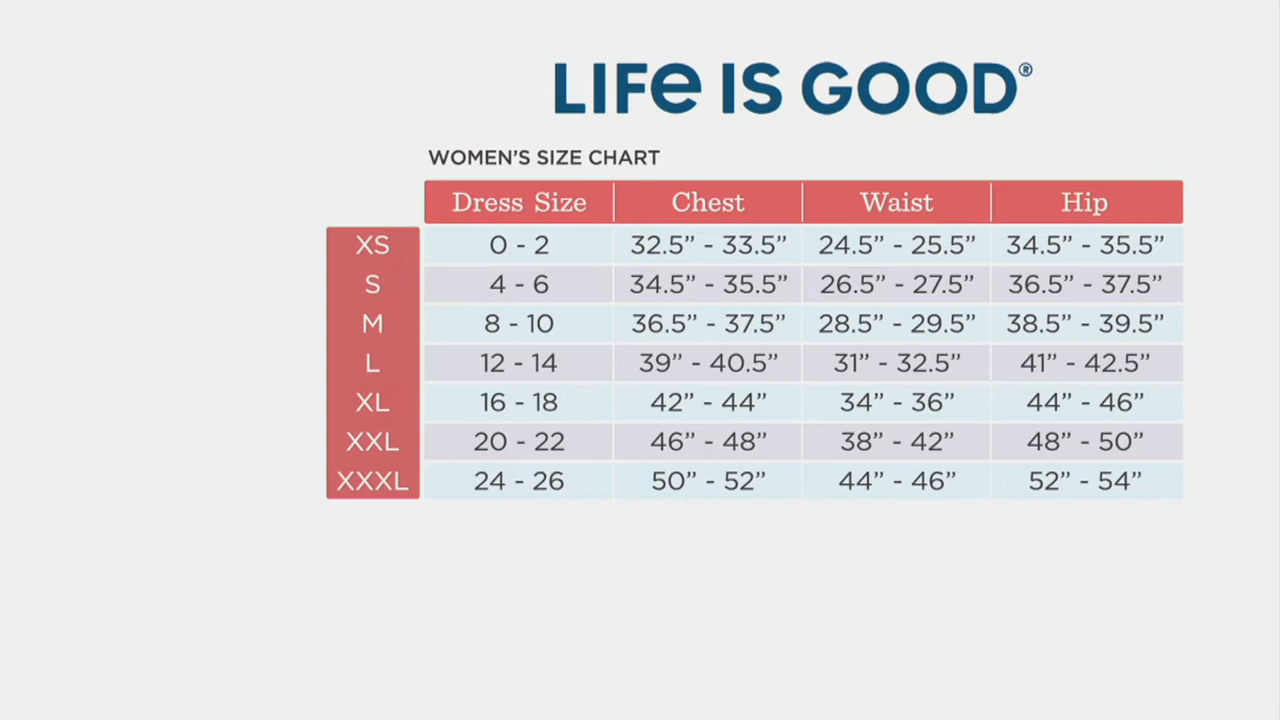 LIFe IS GOOD®
WOMEN’S SIZE CHART
Dress Size Chest Waist Hip
XS 0 - 2 32.5” - 33.5” 24.5” - 25.5” 34.5” - 35.5”
S 4 - 6 34.5” - 35.5” 26.5” - 27.5” 36.5” - 37.5”
M 8 - 10 36.5” - 37.5” 28.5” - 29.5” 38.5” - 39.5”
L 12 - 14 39” - 40.5” 31” - 32.5” 41” - 42.5”
XL 16 - 18 42” - 44” 34” - 36” 44” - 46”
XXL 20 - 22 46” - 48” 38” - 42” 48” - 50”
XXXL 24 - 26 50” - 52” 44” - 46” 52” - 54”